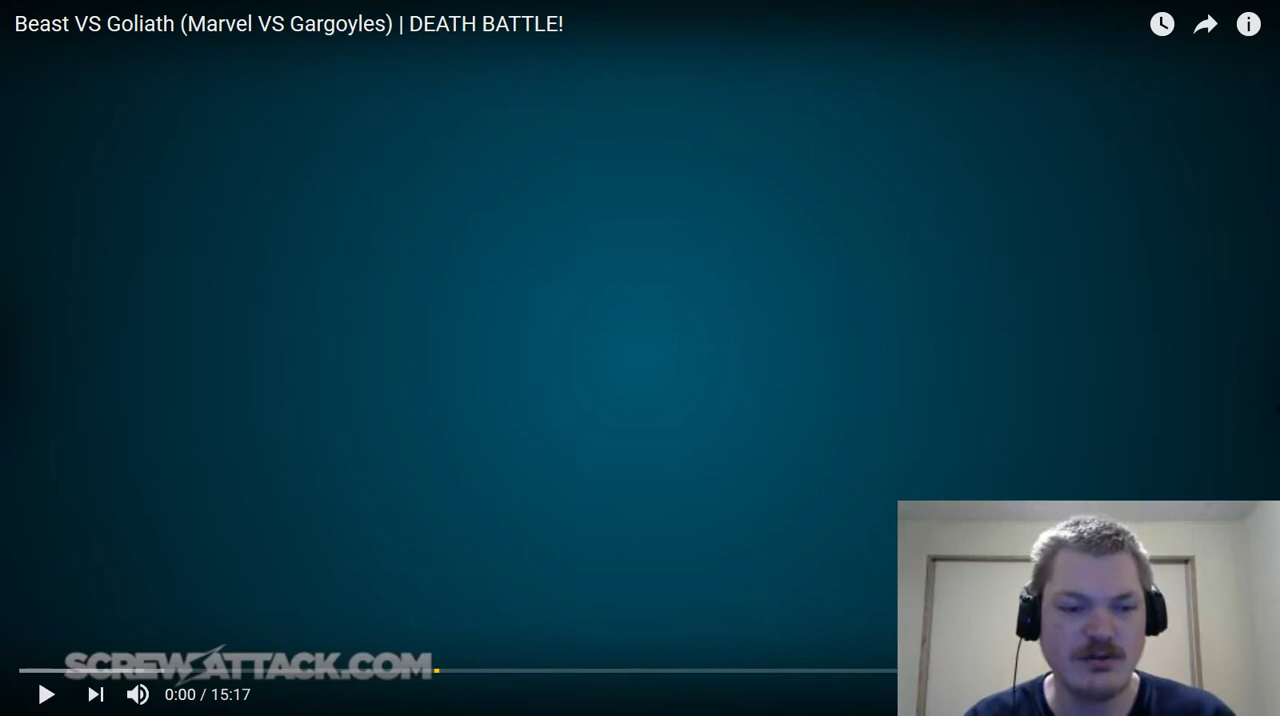 Beast VS Goliath (Marvel VS Gargoyles) | DEATH BATTLE!
SCREWATTACK.COM
0:00 / 15:17